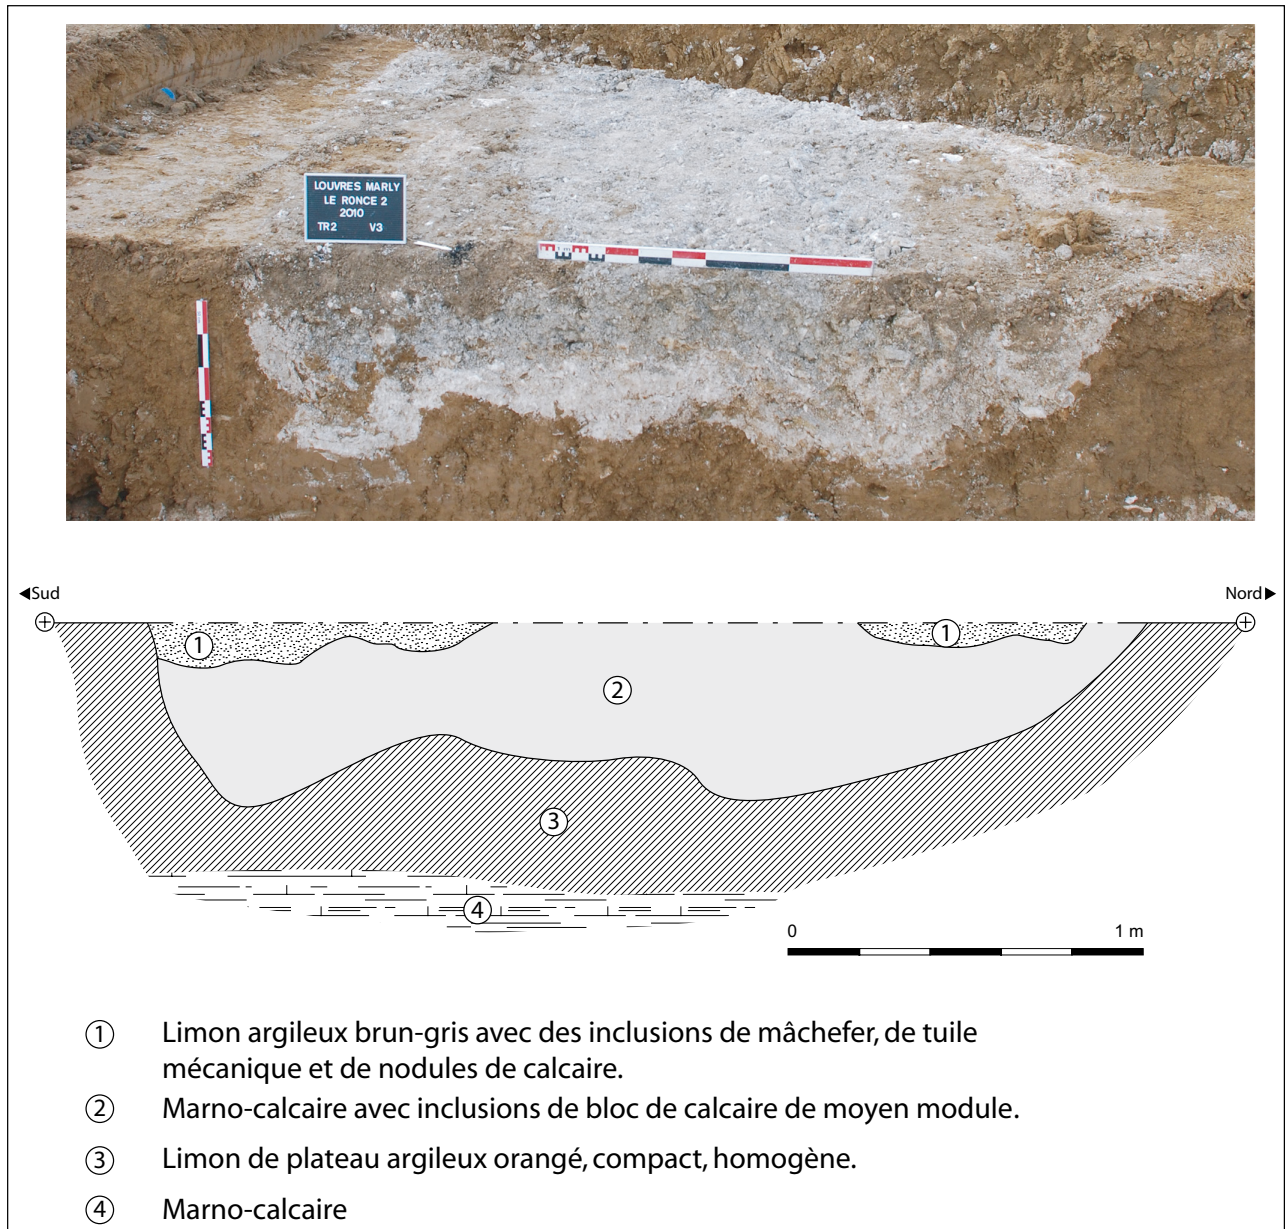 LOUVRES MARLY
LE RONCE 2
2010
TR2 V3
◄Sud
Nord►
1
1
2
3
4
0
1 m
1 Limon argileux brun-gris avec des inclusions de mâchefer, de tuile
mécanique et de nodules de calcaire.
2 Marno-calcaire avec inclusions de bloc de calcaire de moyen module.
3 Limon de plateau argileux orangé, compact, homogène.
4 Marno-calcaire